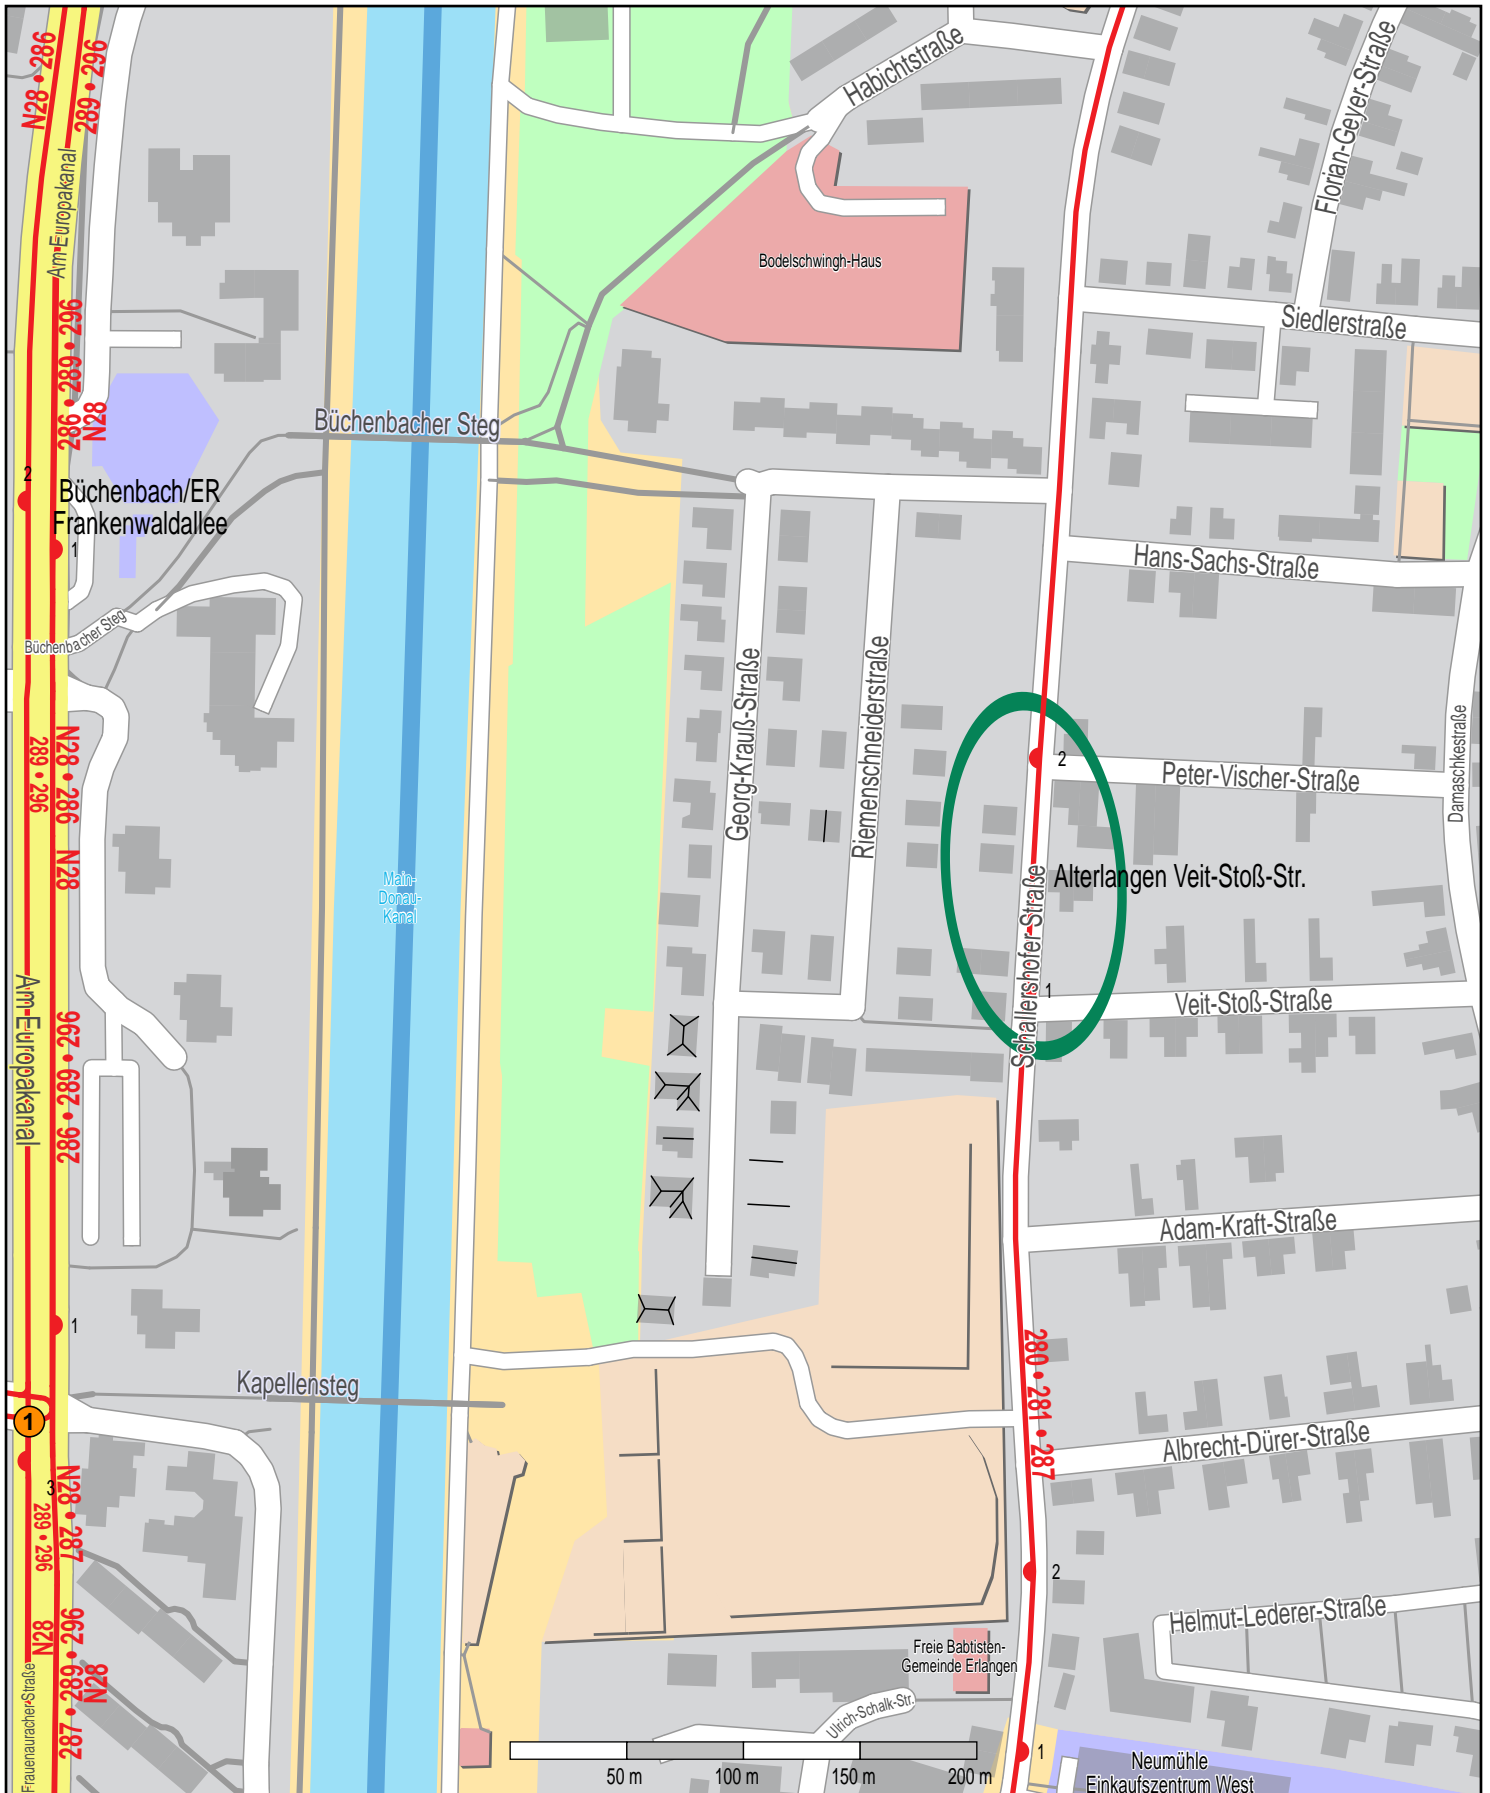 N28 • 286
289 • 296
Habichtstraße
Florian-Geyer-Straße
Am-Europakanal
Bodelschwingh-Haus
286 • 289 • 296
N28
Siedlerstraße
Büchenbacher Steg
2
Büchenbach/ER
Frankenwaldallee
1
Hans-Sachs-Straße
Büchenbacher Steg
Georg-Krauß-Straße
Riemenschneiderstraße
N28 • 286
289 • 296
2
Peter-Vischer-Straße
Damaschkestraße
N28
Main-
Donau-
Kanal
Alterlangen Veit-Stoß-Str.
Schallershofer-Straße
1
Veit-Stoß-Straße
Am-Europakanal
286 • 289 • 296
Adam-Kraft-Straße
1
280 • 281 • 287
Kapellensteg
1
Albrecht-Dürer-Straße
3
N28 • 287
289 • 296
2
Helmut-Lederer-Straße
N28
287 • 289 • 296
N28
Frauenauracher-Straße
Freie Babtisten-
Gemeinde Erlangen
Ulrich-Schalk-Str.
1
Neumühle
Einkaufszentrum West
50 m
100 m
150 m
200 m